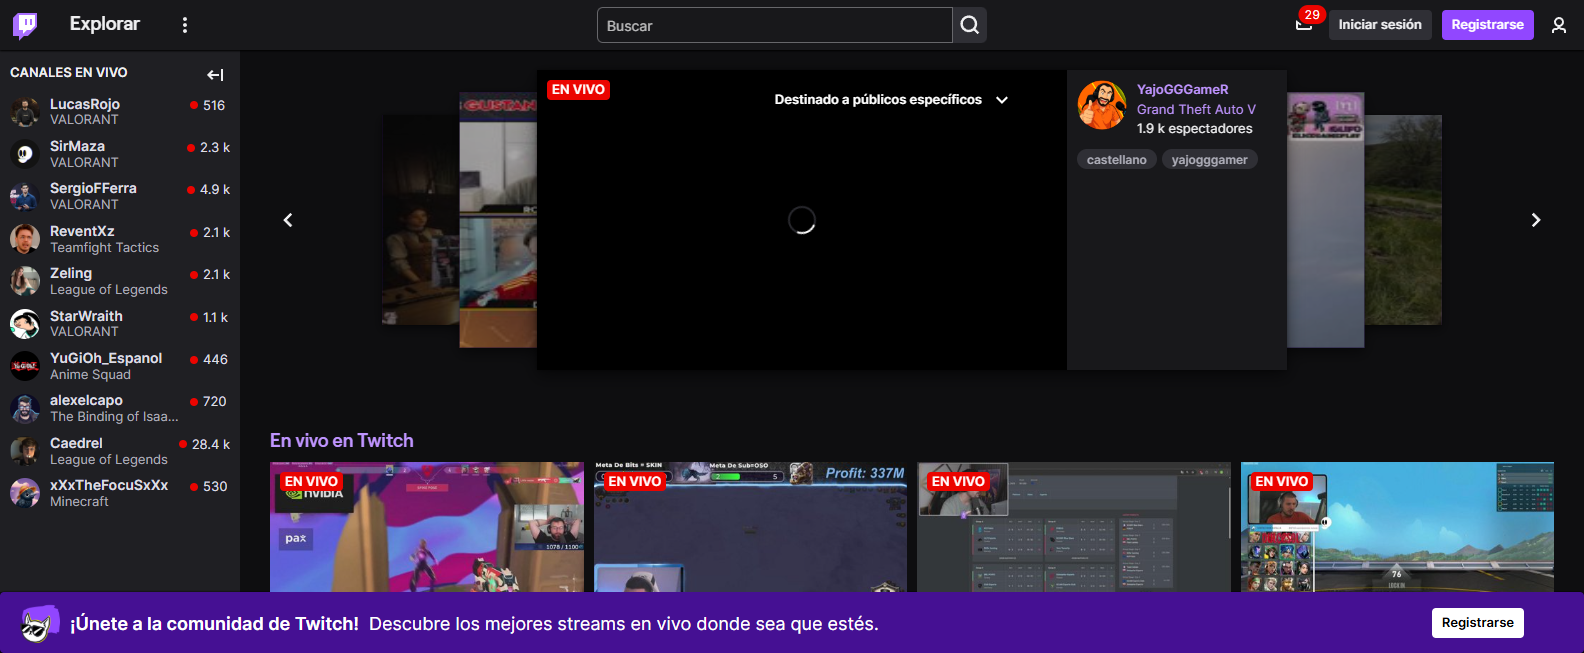 Explorar
Buscar
29
Iniciar sesión
Registrarse
CANALES EN VIVO
LucasRojo
516
VALORANT
SirMaza
2.3 k
VALORANT
SergioFFerra
4.9 k
VALORANT
ReventXz
2.1 k
Teamfight Tactics
Zeling
2.1 k
League of Legends
StarWraith
1.1 k
VALORANT
YuGiOh_Espanol
446
Anime Squad
alexelcapo
720
The Binding of Isaa...
Caedrel
28.4 k
League of Legends
xXxTheFocuSxXx
530
Minecraft
GUSTAN
EN VIVO
Destinado a públicos específicos
YajoGGGameR
Grand Theft Auto V
1.9 k espectadores
castellano
yajogggamer
En vivo en Twitch
EN VIVO
NVIDIA
pax
1078 / 1100
Meta De Bits = SKIN
Meta De Sub=050
5
Profit: 337M
EN VIVO
EN VIVO
EN VIVO
76
¡Únete a la comunidad de Twitch! Descubre los mejores streams en vivo donde sea que estés.
Registrarse